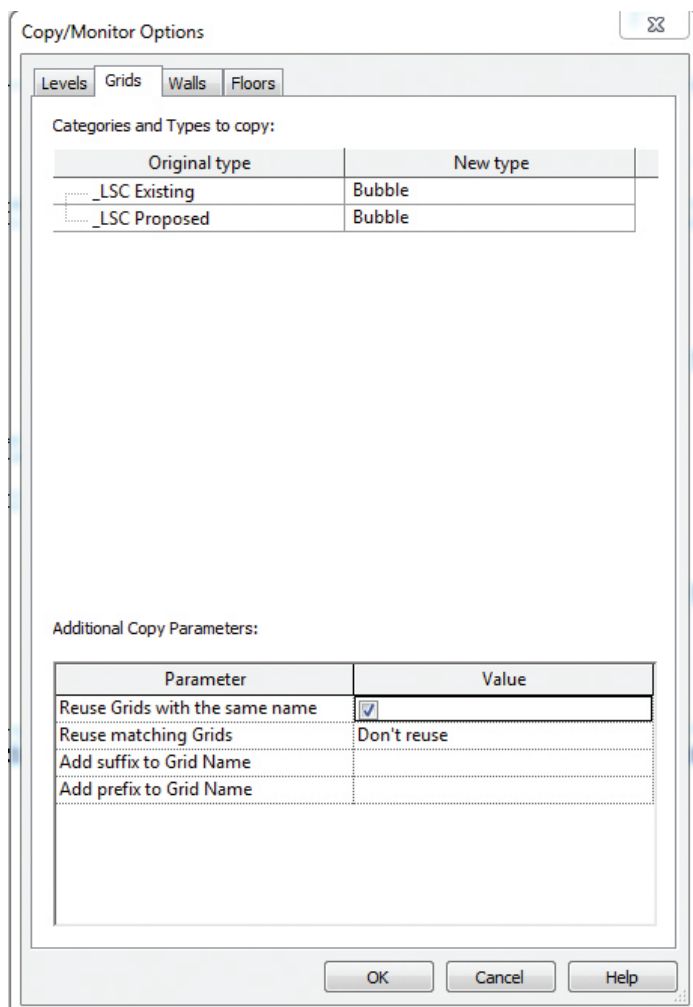 Copy/Monitor Options
Levels Grids Walls Floors
Categories and Types to copy:
Original type New type
_LSC Existing Bubble
_LSC Proposed Bubble
Additional Copy Parameters:
Parameter Value
Reuse Grids with the same name
Reuse matching Grids Don't reuse
Add suffix to Grid Name
Add prefix to Grid Name
OK Cancel Help